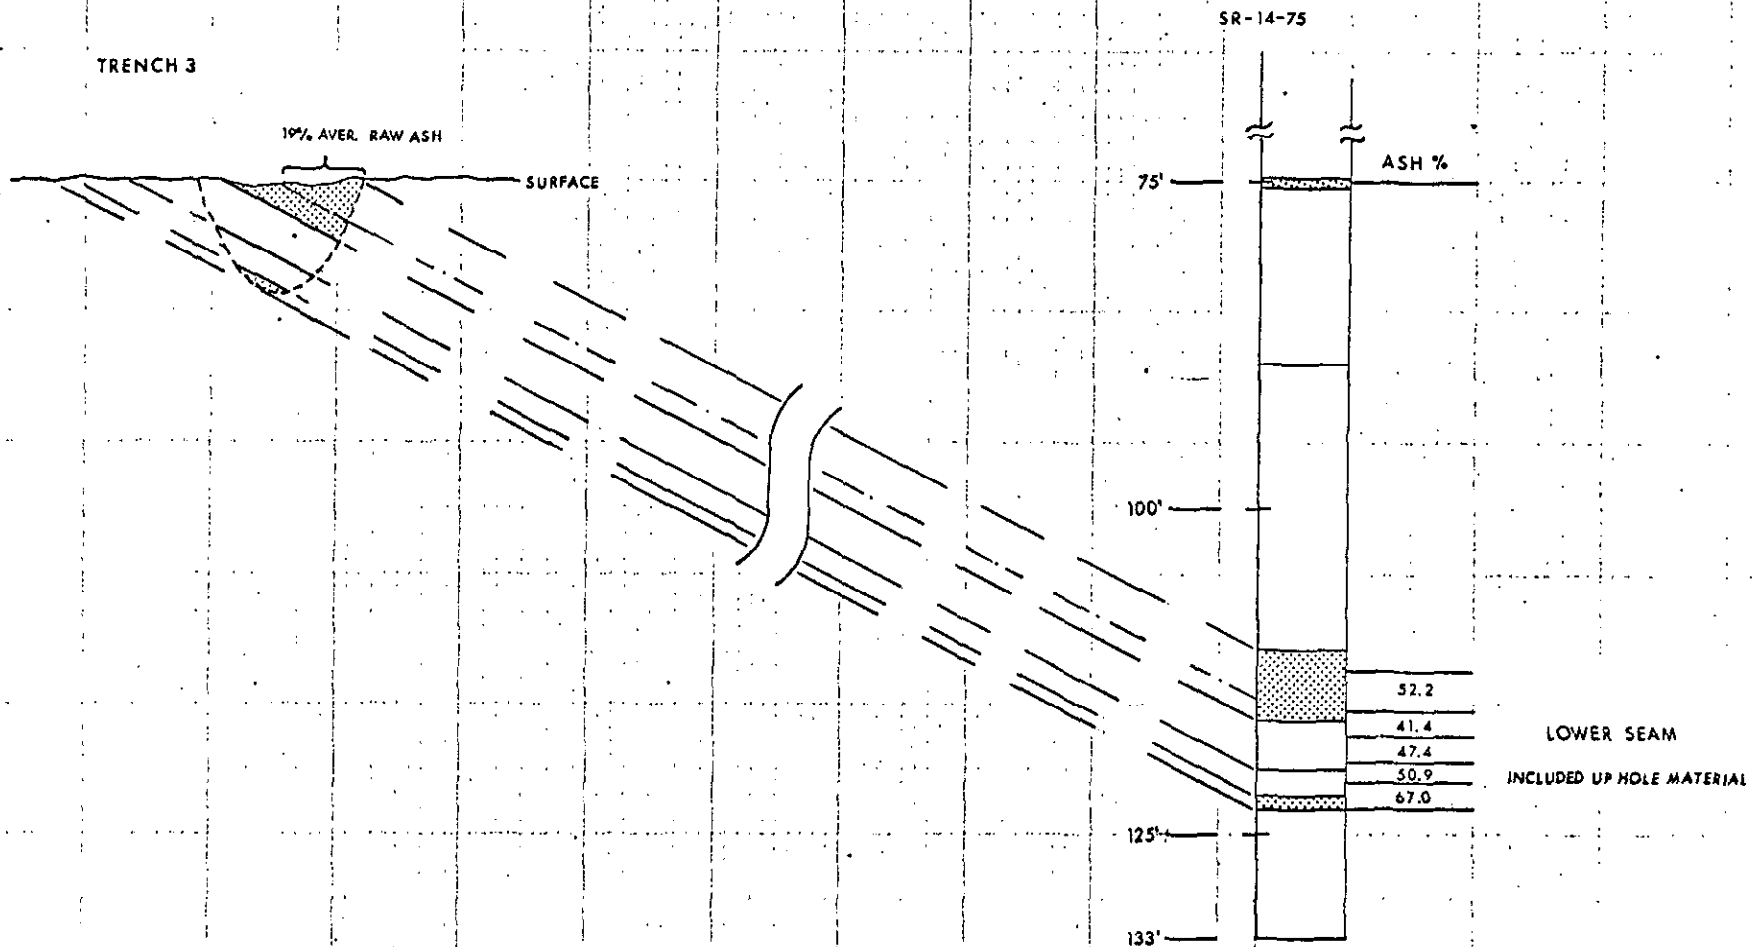 SR-14-75
TRENCH 3
19% AVER. RAW ASH
SURFACE
ASH %
75'
100'
52.2
41.4
LOWER SEAM
47.4
50.9
INCLUDED UP HOLE MATERIAL
67.0
125'
133'